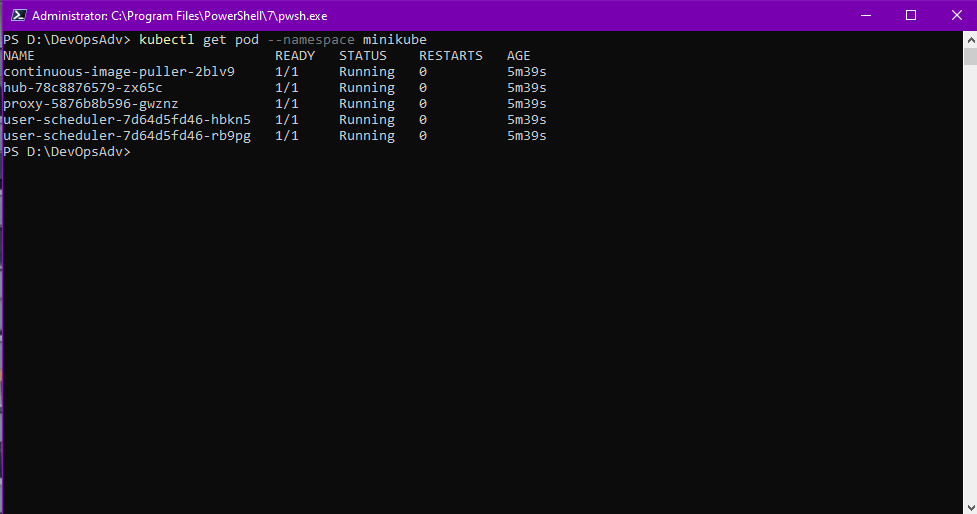 Administrator: C:\Program Files\PowerShell\7\pwsh.exe
PS D:\DevOpsAdv> kubectl get pod --namespace minikube
NAME                              READY   STATUS    RESTARTS   AGE
continuous-image-puller-2blv9     1/1     Running   0          5m39s
hub-78c8876579-zx65c              1/1     Running   0          5m39s
proxy-5876b8b596-gwznz            1/1     Running   0          5m39s
user-scheduler-7d64d5fd46-hbkn5   1/1     Running   0          5m39s
user-scheduler-7d64d5fd46-rb9pg   1/1     Running   0          5m39s
PS D:\DevOpsAdv>